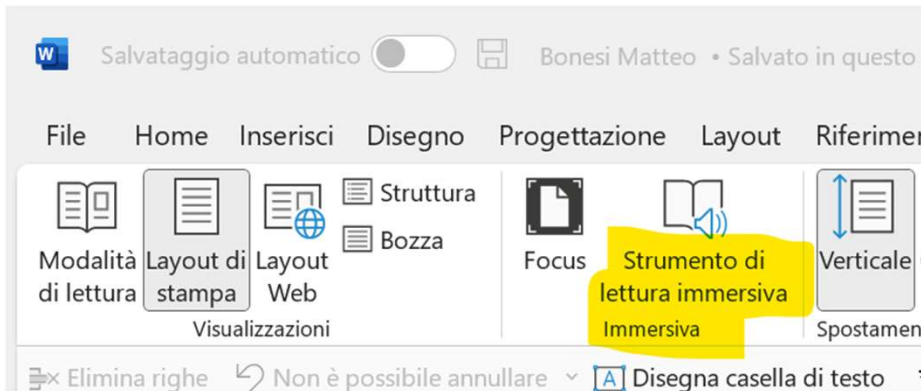 W Salvataggio automatico Bonesi Matteo • Salvato in questo
File Home Inserisci Disegno Progettazione Layout
Modalità di lettura
Layout di stampa
Layout Web
Struttura
Bozza
Visualizzazioni
Focus
Strumento di lettura immersiva
Immersiva
Verticale
Elimina righe Non è possibile annullare A Disegna casella di testo